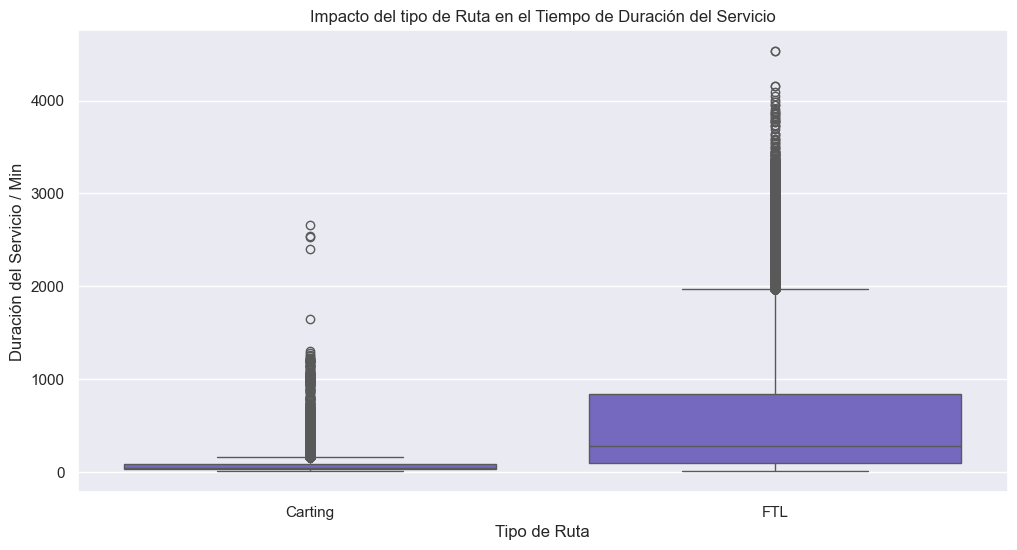 Impacto del tipo de Ruta en el Tiempo de Duración del Servicio
Duración del Servicio / Min
4000
3000
2000
1000
0
Carting
FTL
Tipo de Ruta